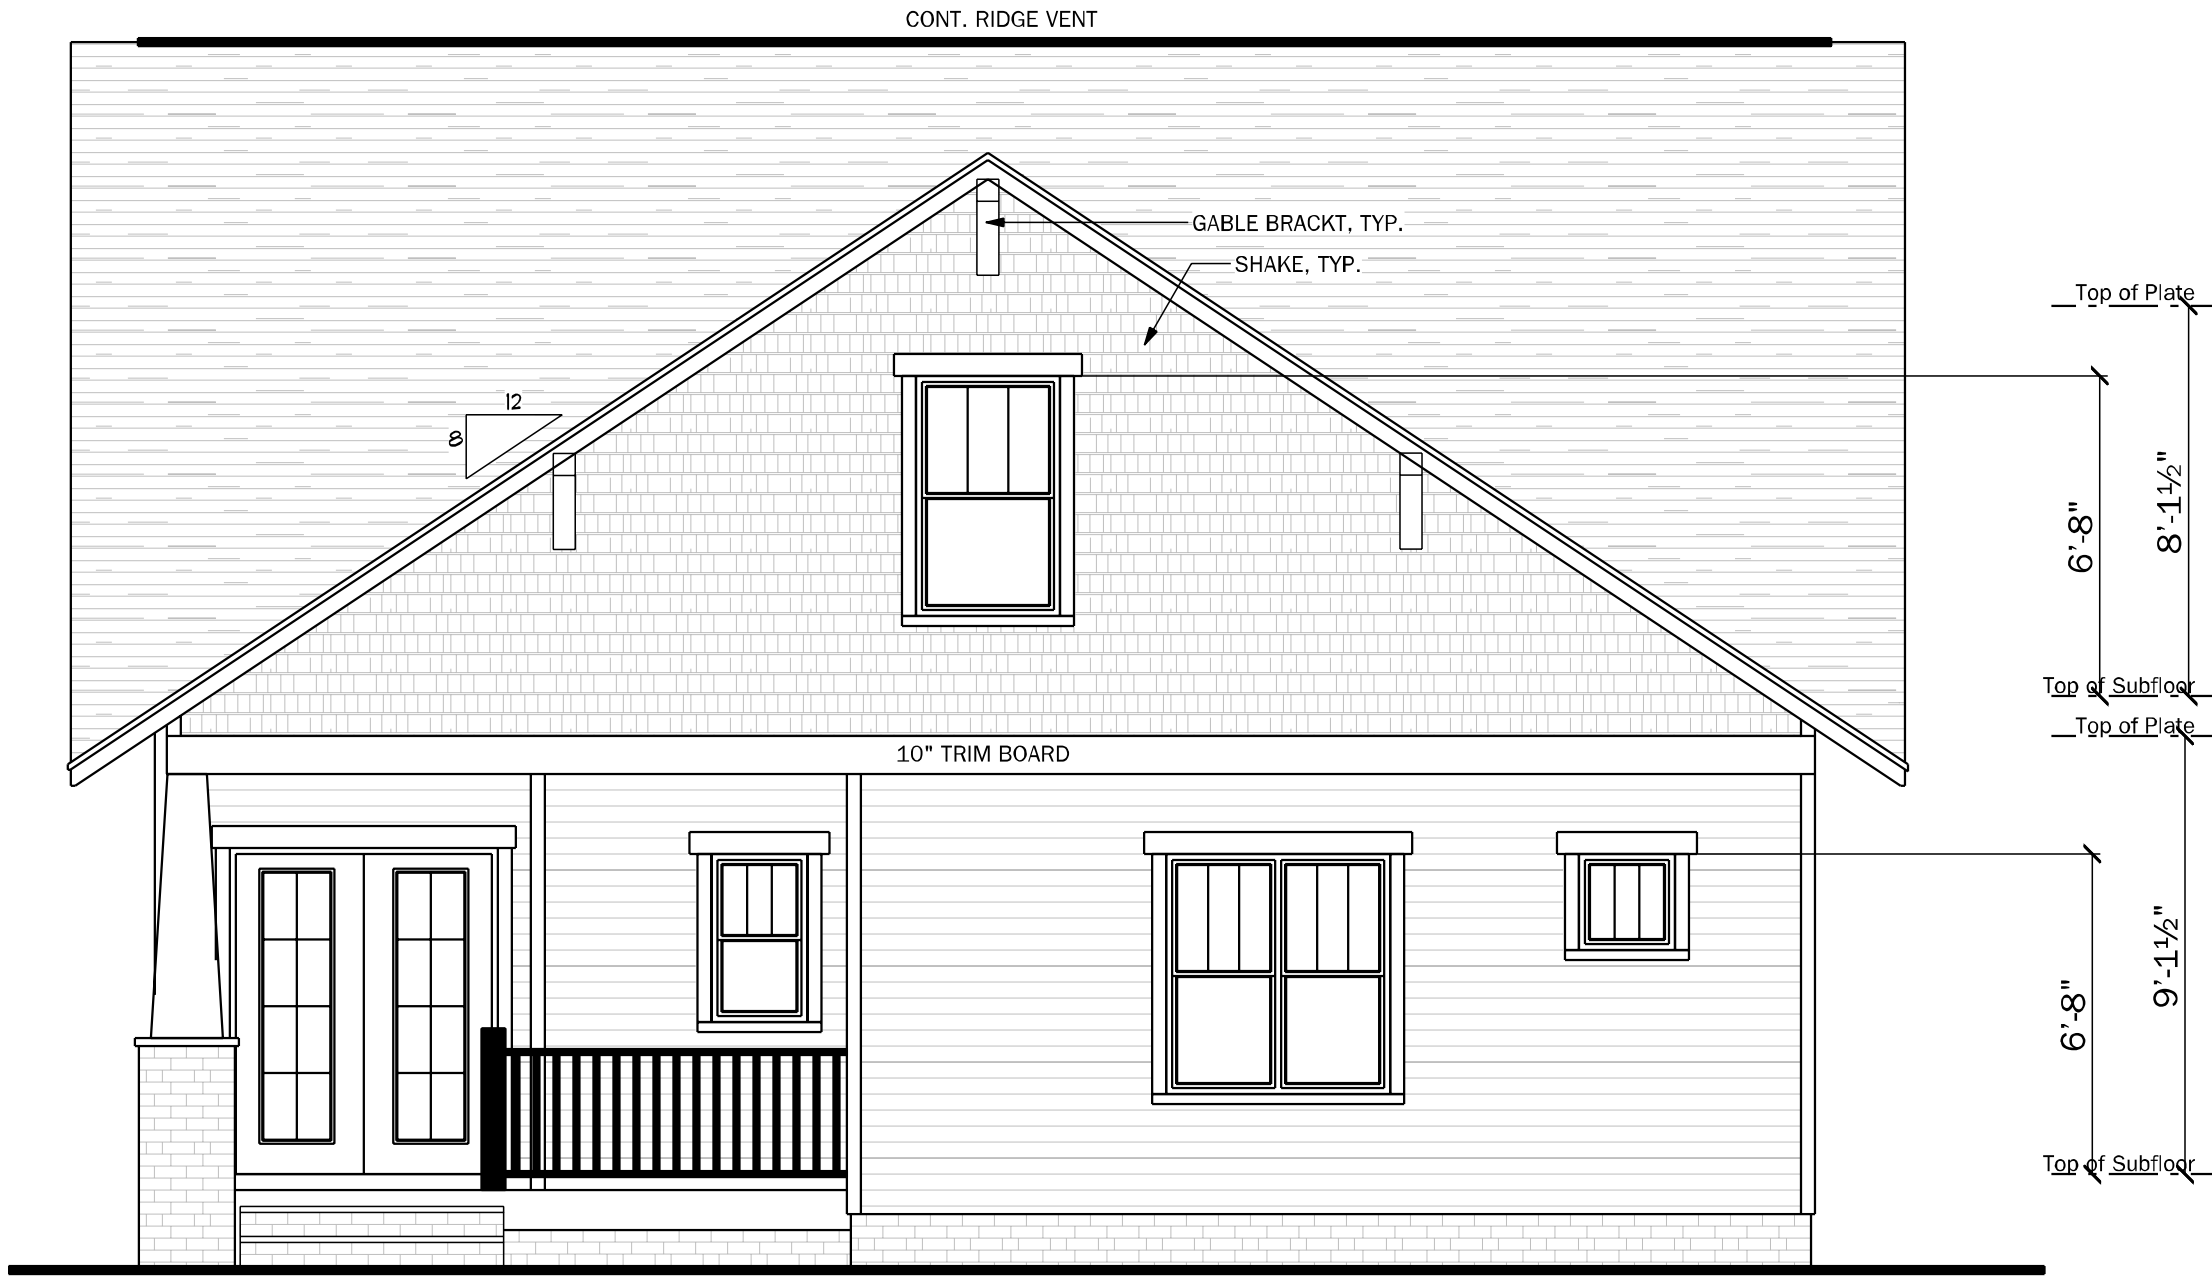 CONT. RIDGE VENT
GABLE BRACKT, TYP.
SHAKE, TYP.
Top of Plate
12
8
6'-8"
8'-1½"
Top of Subfloor
Top of Plate
10" TRIM BOARD
6'-8"
9'-1½"
Top of Subfloor